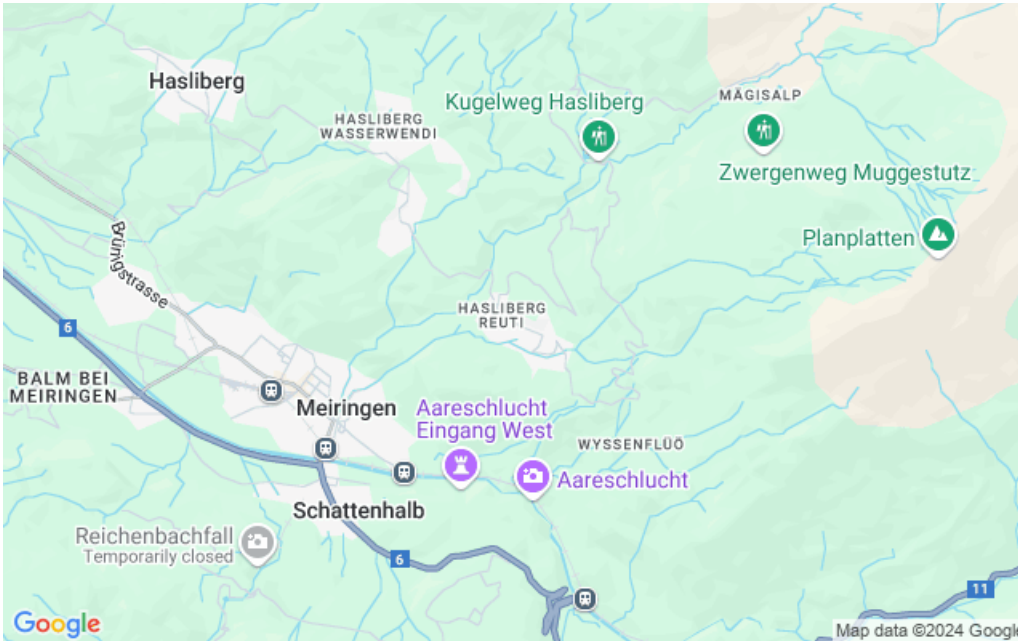 Hasliberg
Kugelweg Hasliberg
MÄGISALP
HASLIBERG
WASSERWENDI
Zwergenweg Muggestutz
Planplatten
Brünigstrasse
HASLIBERG
REUTI
6
BALM BEI
MEIRINGEN
Meiringen
Aareschlucht
Eingang West
WYSSENFLÜÖ
Aareschlucht
Schattenhalb
Reichenbachfall
Temporarily closed
6
11
Google
Map data ©2024 Google